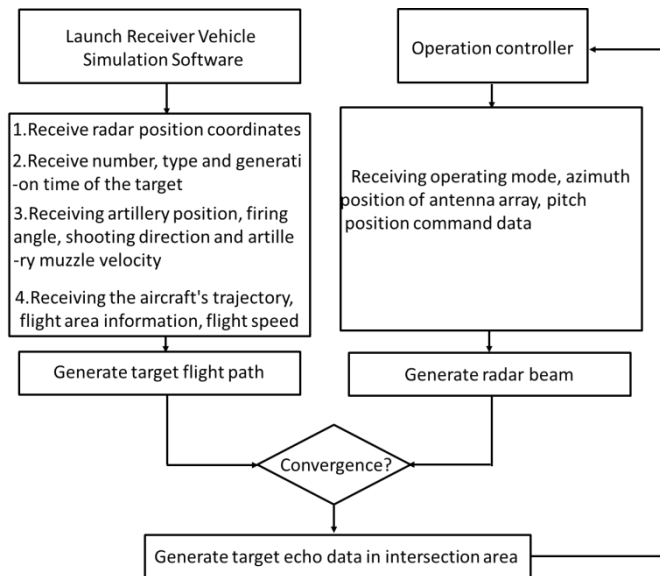 Launch Receiver Vehicle
Simulation Software
1.Receive radar position coordinates
2.Receive number, type and generati
-on time of the target
3.Receiving artillery position, firing
angle, shooting direction and artille
-ry muzzle velocity
4.Receiving the aircraft's trajectory,
flight area information, flight speed
Generate target flight path
Operation controller
Receiving operating mode, azimuth
position of antenna array, pitch
position command data
Generate radar beam
Convergence?
Generate target echo data in intersection area